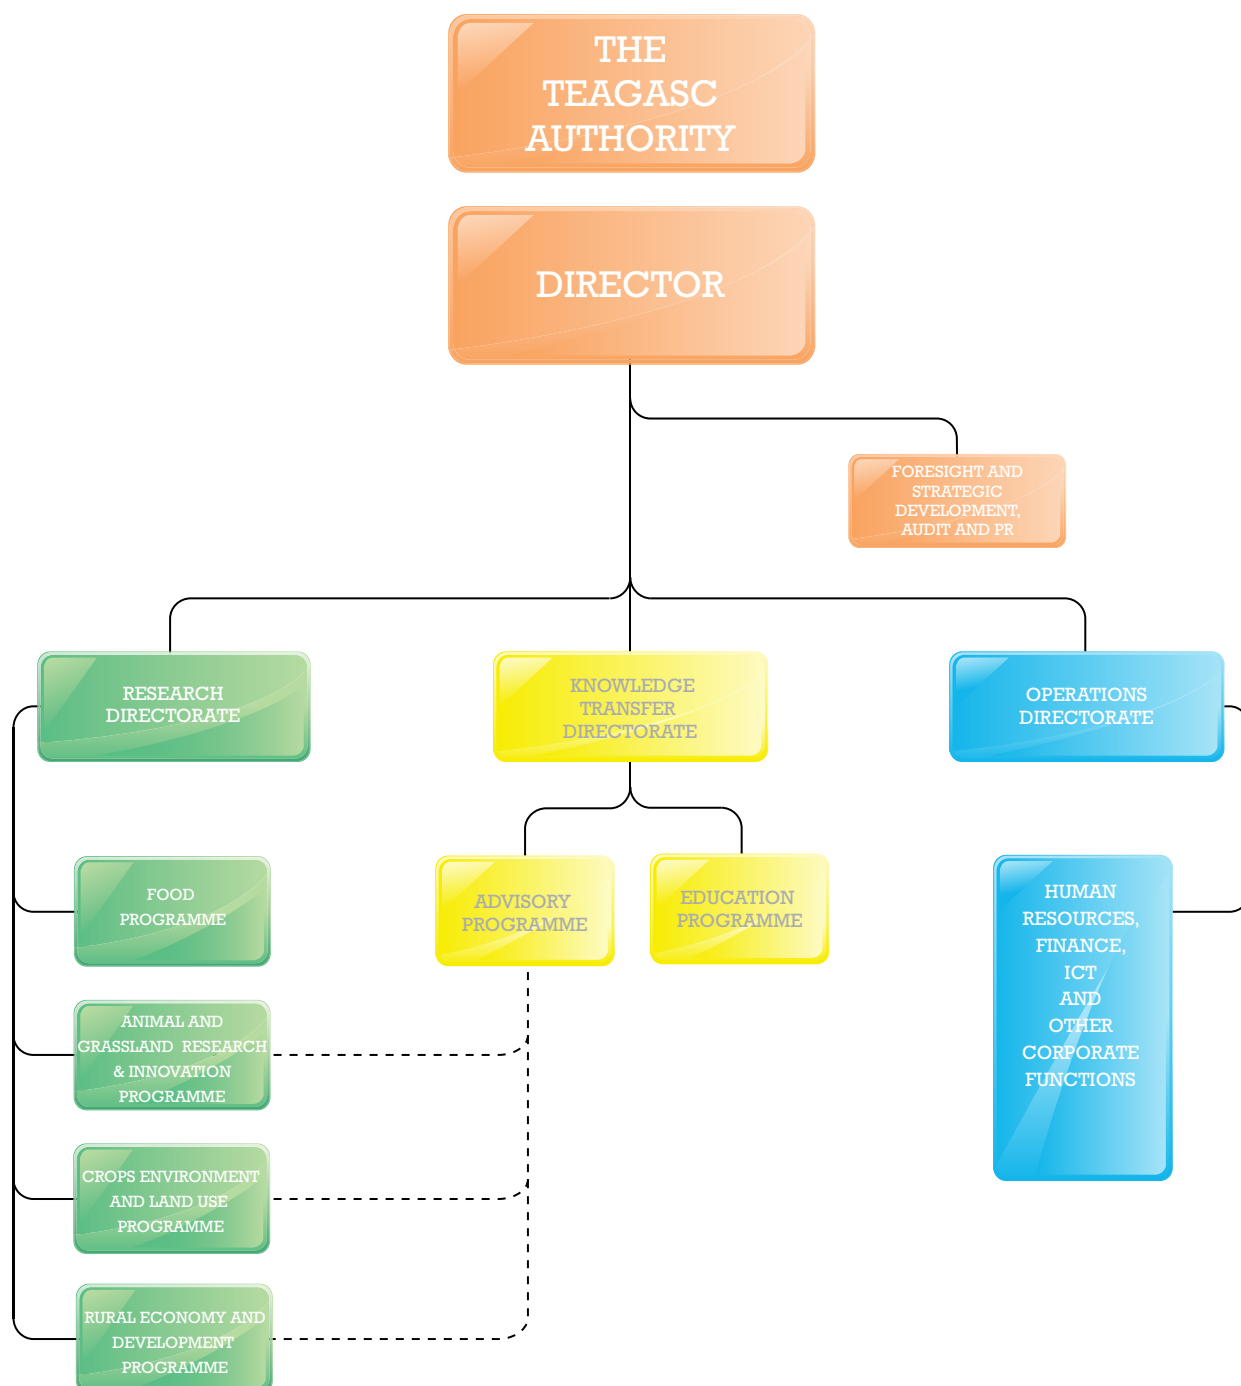 THE
TEAGASC
AUTHORITY
DIRECTOR
FORESIGHT AND
STRATEGIC
DEVELOPMENT,
AUDIT AND PR
RESEARCH
DIRECTORATE
KNOWLEDGE
TRANSFER
DIRECTORATE
OPERATIONS
DIRECTORATE
FOOD
PROGRAMME
ADVISORY
PROGRAMME
EDUCATION
PROGRAMME
HUMAN
RESOURCES,
FINANCE,
ICT
AND
OTHER
CORPORATE
FUNCTIONS
ANIMAL AND
GRASSLAND RESEARCH
& INNOVATION
PROGRAMME
CROPS ENVIRONMENT
AND LAND USE
PROGRAMME
RURAL ECONOMY AND
DEVELOPMENT
PROGRAMME